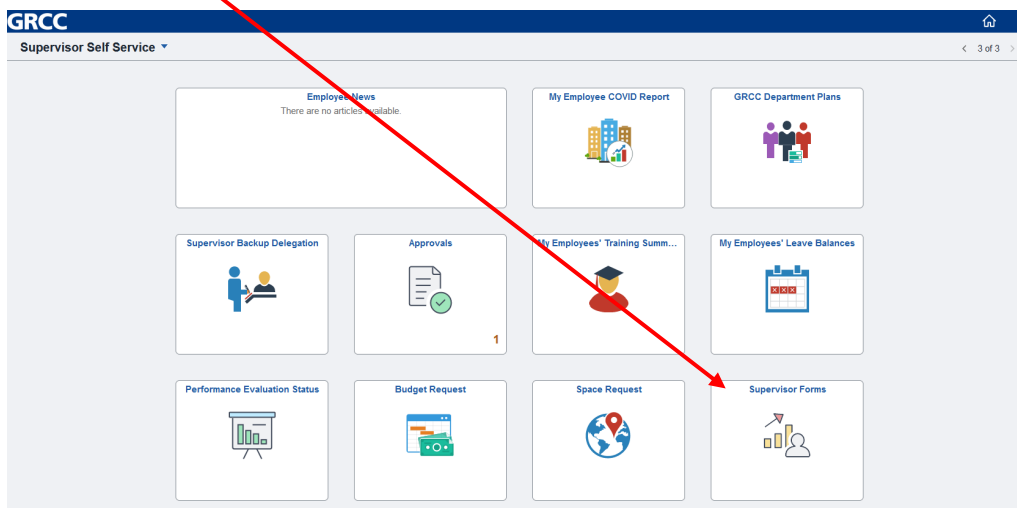 GRCC
Supervisor Self Service
3 of 3
Employee News
There are no articles available.
My Employee COVID Report
GRCC Department Plans
Supervisor Backup Delegation
Approvals
1
My Employees' Training Summ...
My Employees' Leave Balances
XXX
Performance Evaluation Status
Budget Request
Space Request
Supervisor Forms